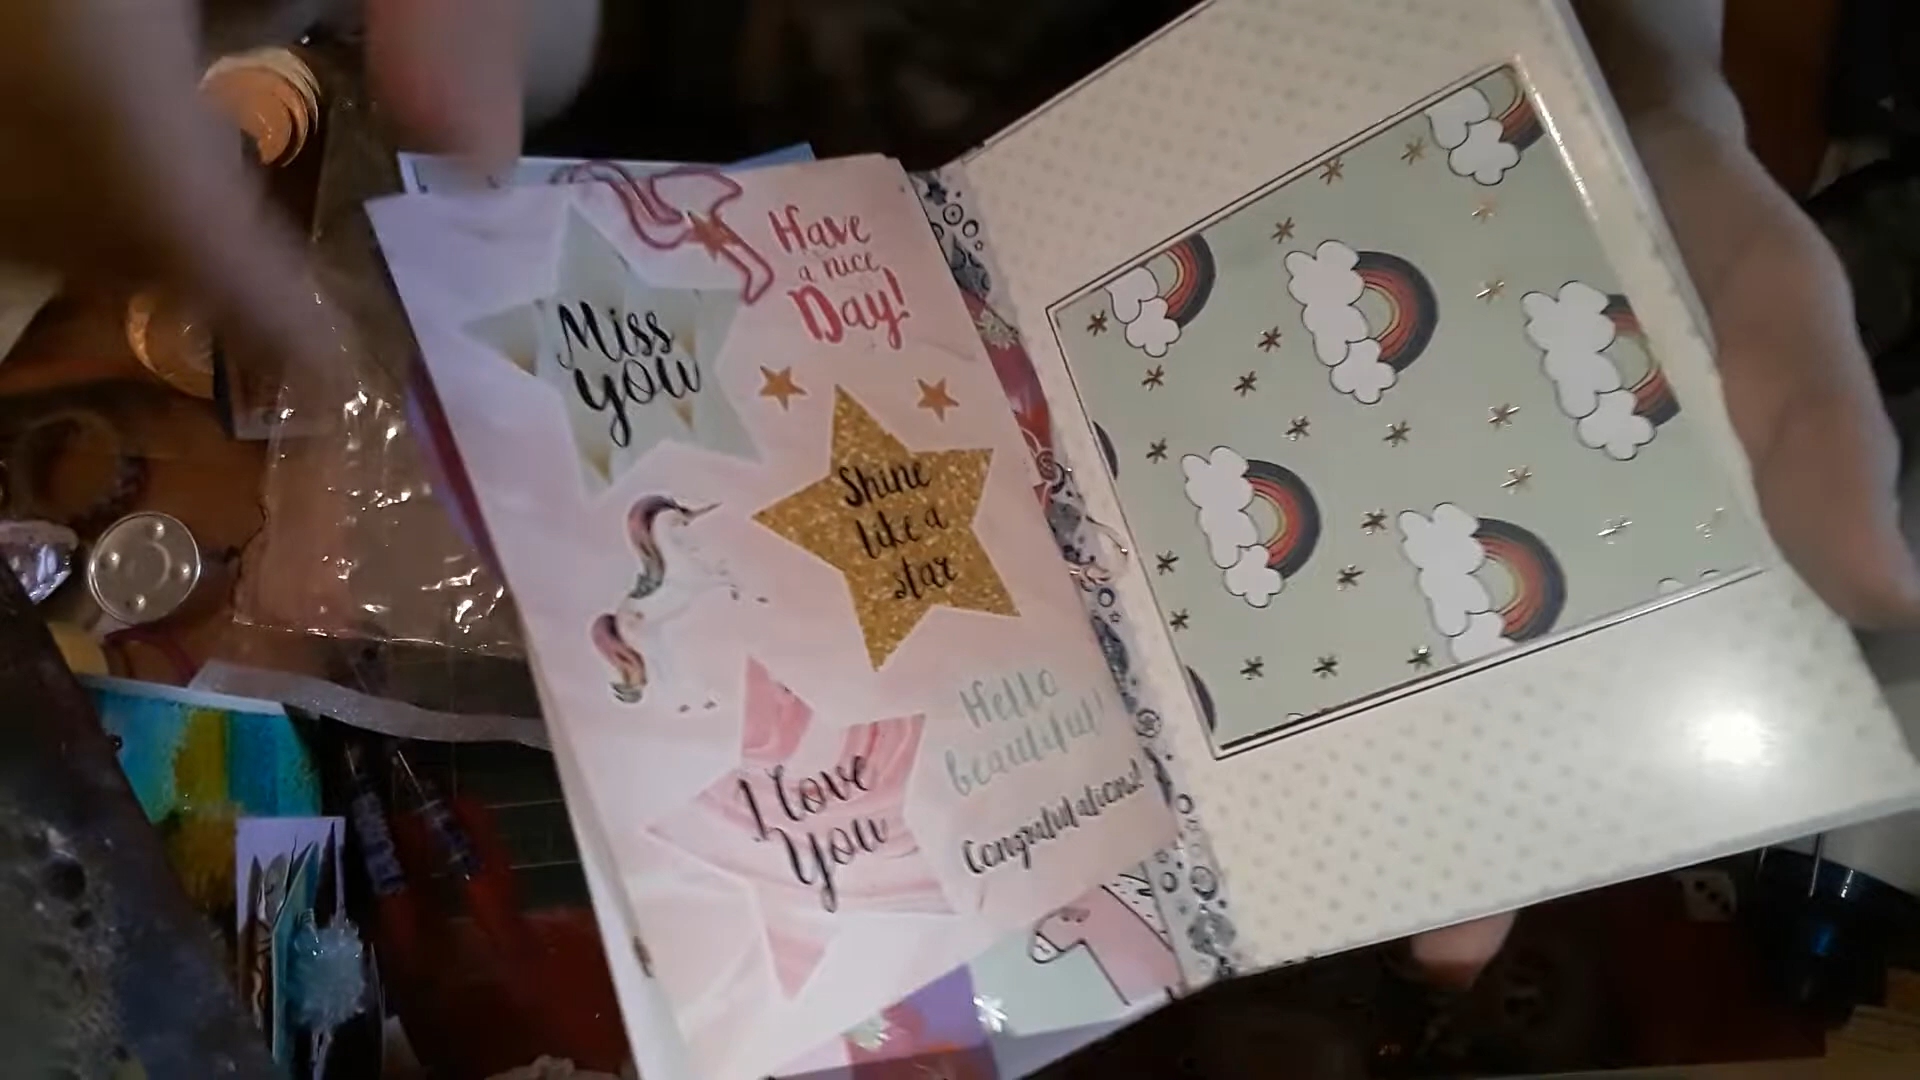 Have
a nice
Day!
Miss
you
Shine
like a
star
I love
you
Hello
beautiful!
Congratulations!